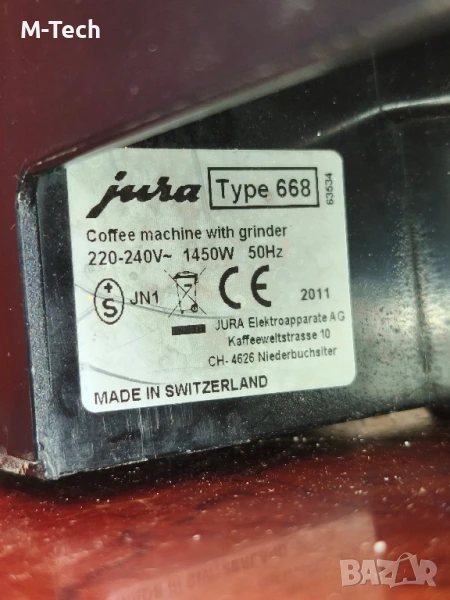 M-Tech
jura Type 668
63534
Coffee machine with grinder
220-240V~ 1450W 50Hz
+
S
JN1
CE
2011
JURA Elektroapparate AG
Kaffeeweltstrasse 10
CH- 4626 Niederbuchsiter
MADE IN SWITZERLAND
BAZAR